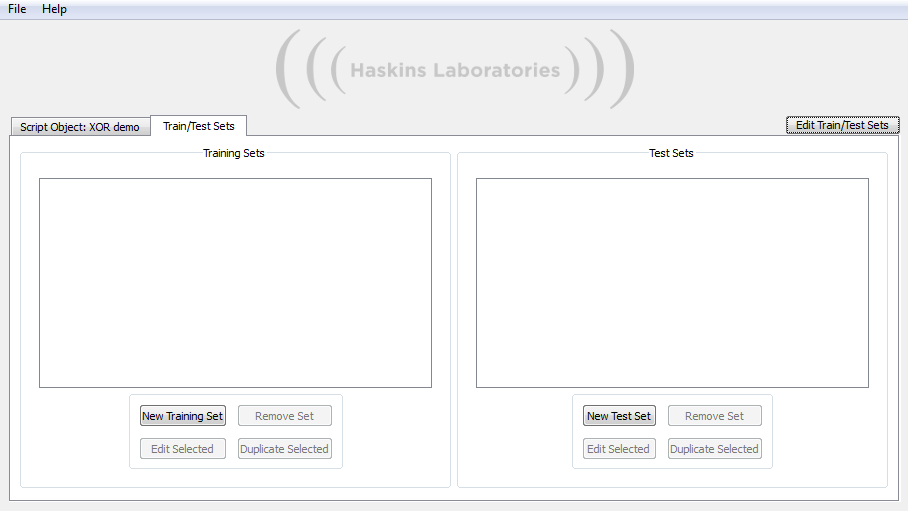 File Help
Haskins Laboratories
Script Object: XOR demo Train/Test Sets Edit Train/Test Sets
Training Sets Test Sets
New Training Set Remove Set New Test Set Remove Set
Edit Selected Duplicate Selected Edit Selected Duplicate Selected